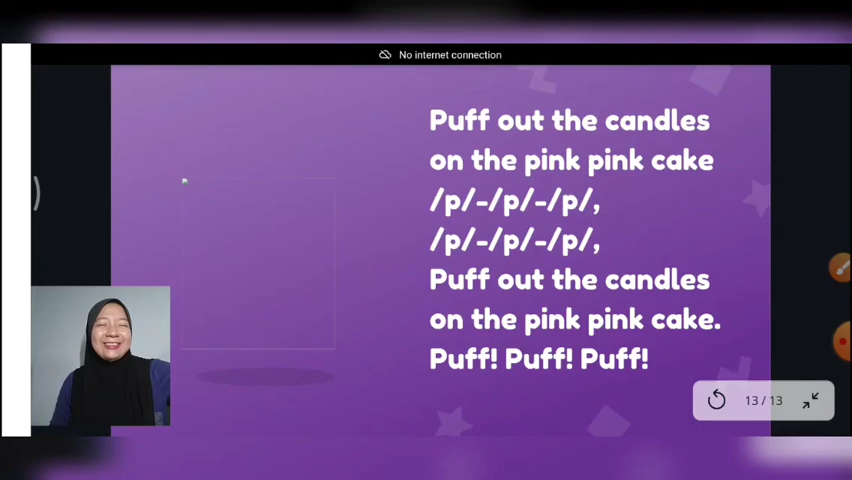 No internet connection
Puff out the candles
on the pink pink cake
/p/-/p/-/p/,
/p/-/p/-/p/,
Puff out the candles
on the pink pink cake.
Puff! Puff! Puff!
13 / 13